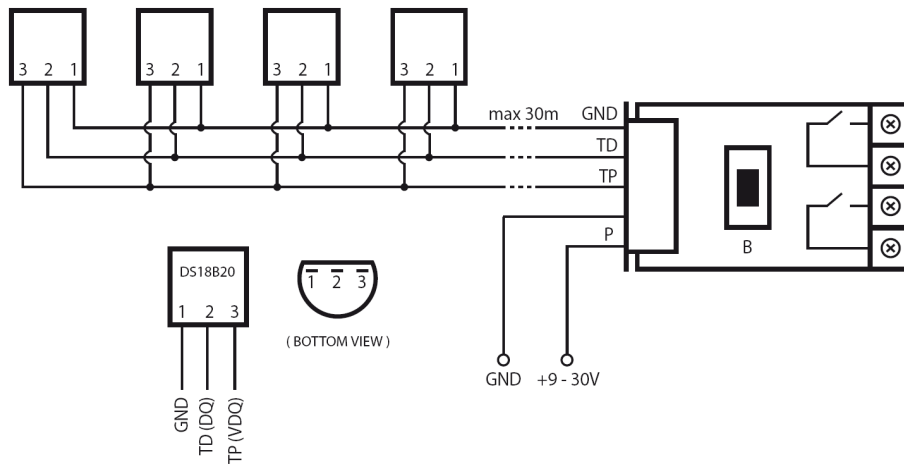 3 2 1
3 2 1
3 2 1
3 2 1
max 30m
GND
TD
TP
P
B
DS18B20
1 2 3
GND
TD (DQ)
TP (VDQ)
1 2 3
( BOTTOM VIEW )
GND
+9 - 30V